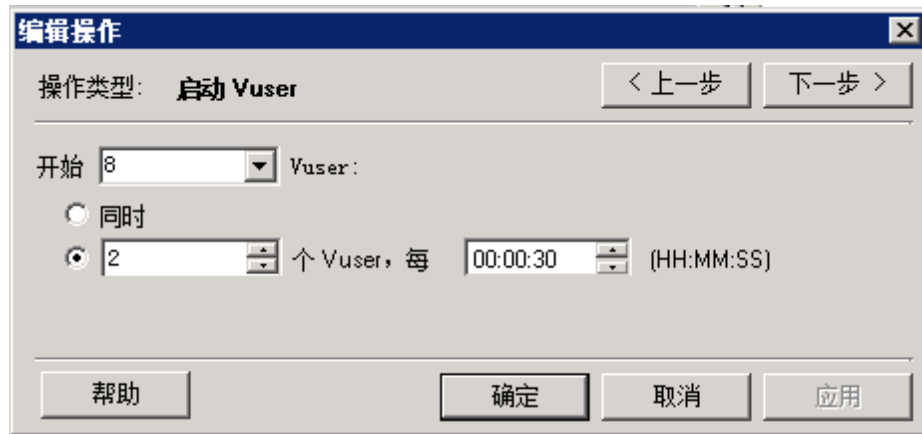 编辑操作
操作类型: 启动 Vuser
< 上一步
下一步 >
开始 8 Vuser:
同时
2 个 Vuser，每 00:00:30 (HH:MM:SS)
帮助
确定
取消
应用